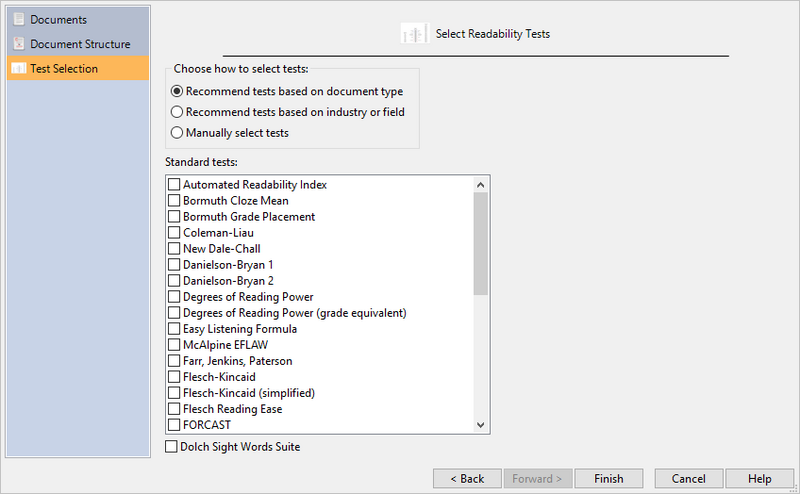 Documents
Document Structure
Test Selection
Select Readability Tests
Choose how to select tests:
Recommend tests based on document type
Recommend tests based on industry or field
Manually select tests
Standard tests:
Automated Readability Index
Bormuth Cloze Mean
Bormuth Grade Placement
Coleman-Liau
New Dale-Chall
Danielson-Bryan 1
Danielson-Bryan 2
Degrees of Reading Power
Degrees of Reading Power (grade equivalent)
Easy Listening Formula
McAlpine EFLAW
Farr, Jenkins, Paterson
Flesch-Kincaid
Flesch-Kincaid (simplified)
Flesch Reading Ease
FORCAST
Dolch Sight Words Suite
< Back Forward > Finish Cancel Help